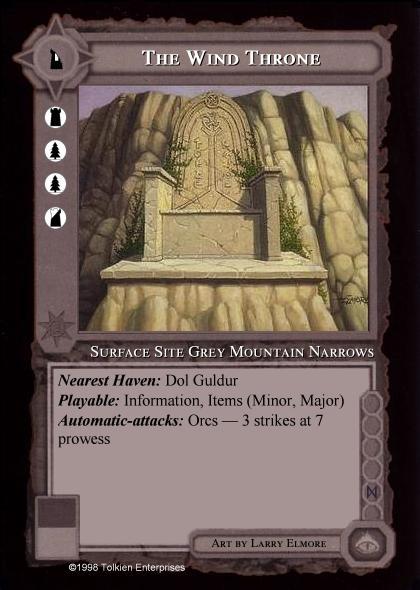 THE WIND THRONE
ELMORE
SURFACE SITE GREY MOUNTAIN NARROWS
Nearest Haven: Dol Guldur
Playable: Information, Items (Minor, Major)
Automatic-attacks: Orcs — 3 strikes at 7
prowess
ART BY LARRY ELMORE
©1998 Tolkien Enterprises